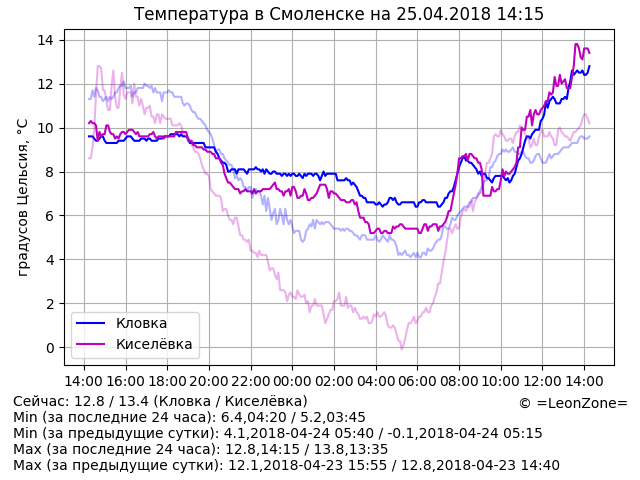 Температура в Смоленске на 25.04.2018 14:15
градусов Цельсия, °C
14
12
10
8
6
4
2
0
Кловка
Киселёвка
14:00 16:00 18:00 20:00 22:00 00:00 02:00 04:00 06:00 08:00 10:00 12:00 14:00
Сейчас: 12.8 / 13.4 (Кловка / Киселёвка)
© =LeonZone=
Min (за последние 24 часа): 6.4,04:20 / 5.2,03:45
Min (за предыдущие сутки): 4.1,2018-04-24 05:40 / -0.1,2018-04-24 05:15
Max (за последние 24 часа): 12.8,14:15 / 13.8,13:35
Max (за предыдущие сутки): 12.1,2018-04-23 15:55 / 12.8,2018-04-23 14:40